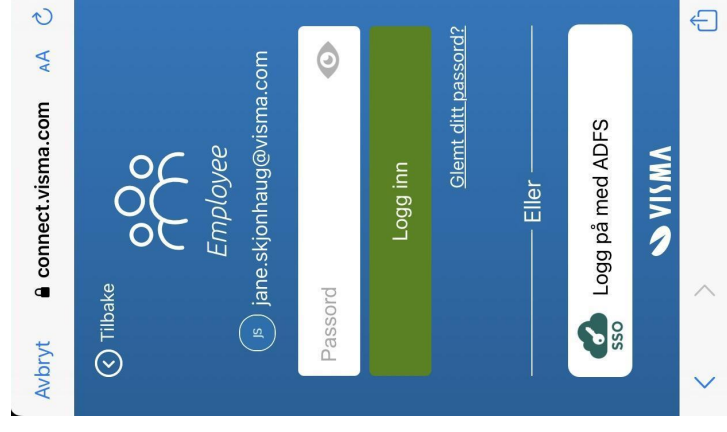 Avbryt connect.visma.com AA
Tilbake
Employee
JS jane.skjonhaug@visma.com
Passord
Logg inn
Glemt ditt passord?
Eller
SSO Logg på med ADFS
VISMA